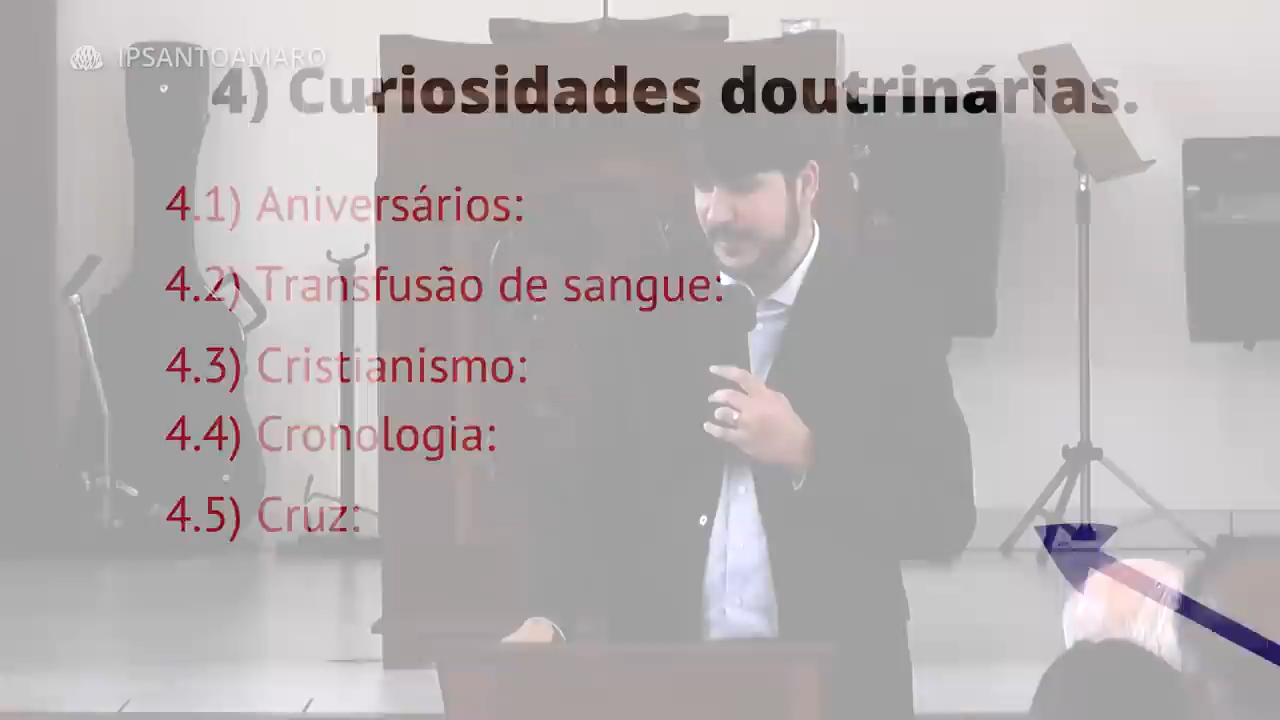 IPSANTOAMARO
4) Curiosidades doutrinárias.
4.1) Aniversários:
4.2) Transfusão de sangue:
4.3) Cristianismo:
4.4) Cronologia:
4.5) Cruz: